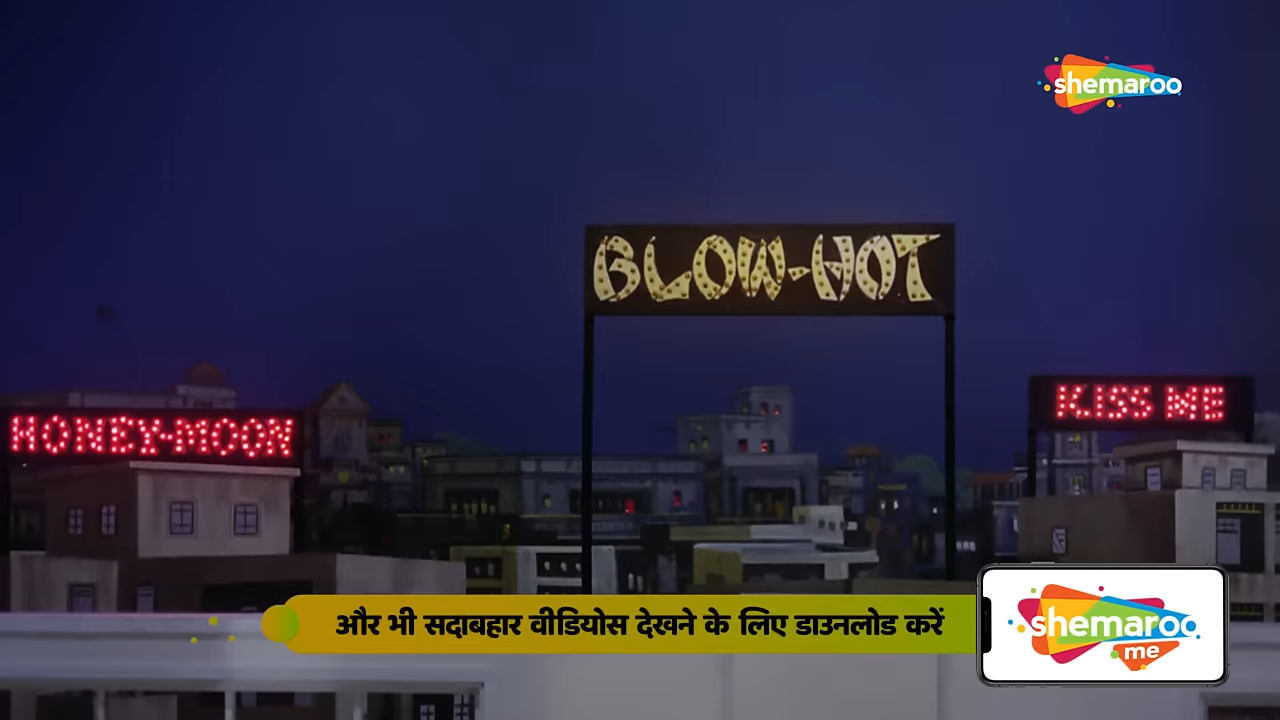 shemaroo
BLOW-HOT
KISS ME
HONEY-MOON
और भी सदाबहार वीडियोस देखने के लिए डाउनलोड करें
shemaroo
me